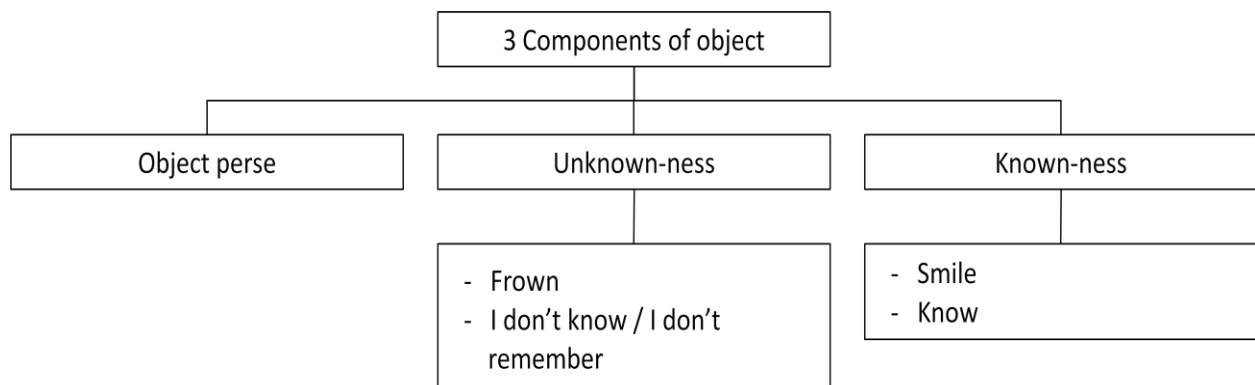 3 Components of object
Object perse
Unknown-ness
Known-ness
- Frown
- I don’t know / I don’t
remember
- Smile
- Know